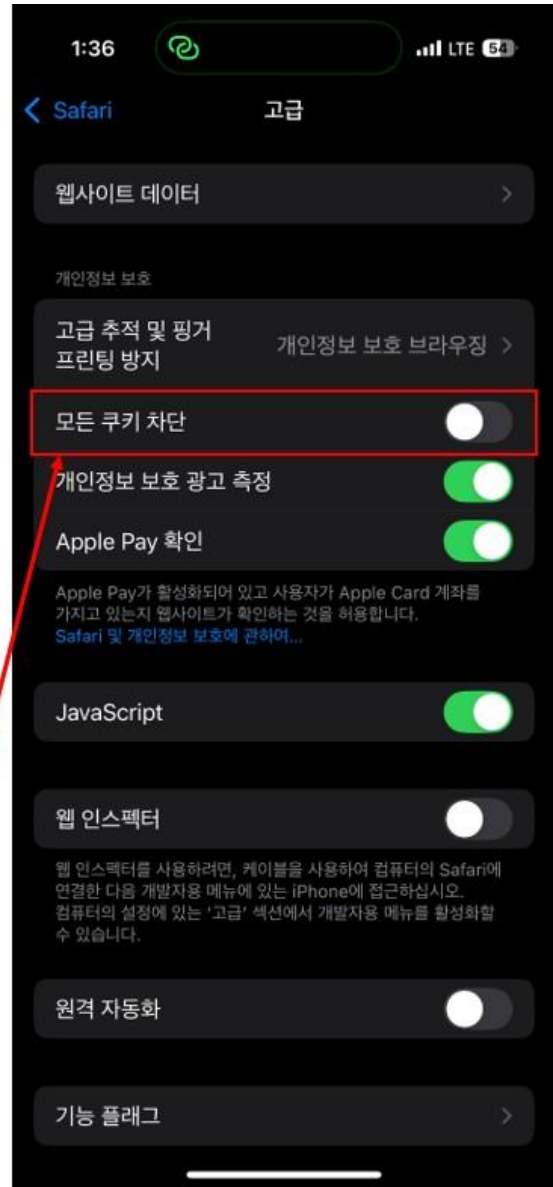 1:36
LTE 54
Safari
고급
웹사이트 데이터
개인정보 보호
고급 추적 및 핑거
프린팅 방지
개인정보 보호 브라우징
모든 쿠키 차단
개인정보 보호 광고 측정
Apple Pay 확인
Apple Pay가 활성화되어 있고 사용자가 Apple Card 계좌를
가지고 있는지 웹사이트가 확인하는 것을 허용합니다.
Safari 및 개인정보 보호에 관하여...
JavaScript
웹 인스펙터
웹 인스펙터를 사용하려면, 케이블을 사용하여 컴퓨터의 Safari에
연결한 다음 개발자용 메뉴에 있는 iPhone에 접근하십시오.
컴퓨터의 설정에 있는 '고급' 섹션에서 개발자용 메뉴를 활성화할
수 있습니다.
원격 자동화
기능 플래그